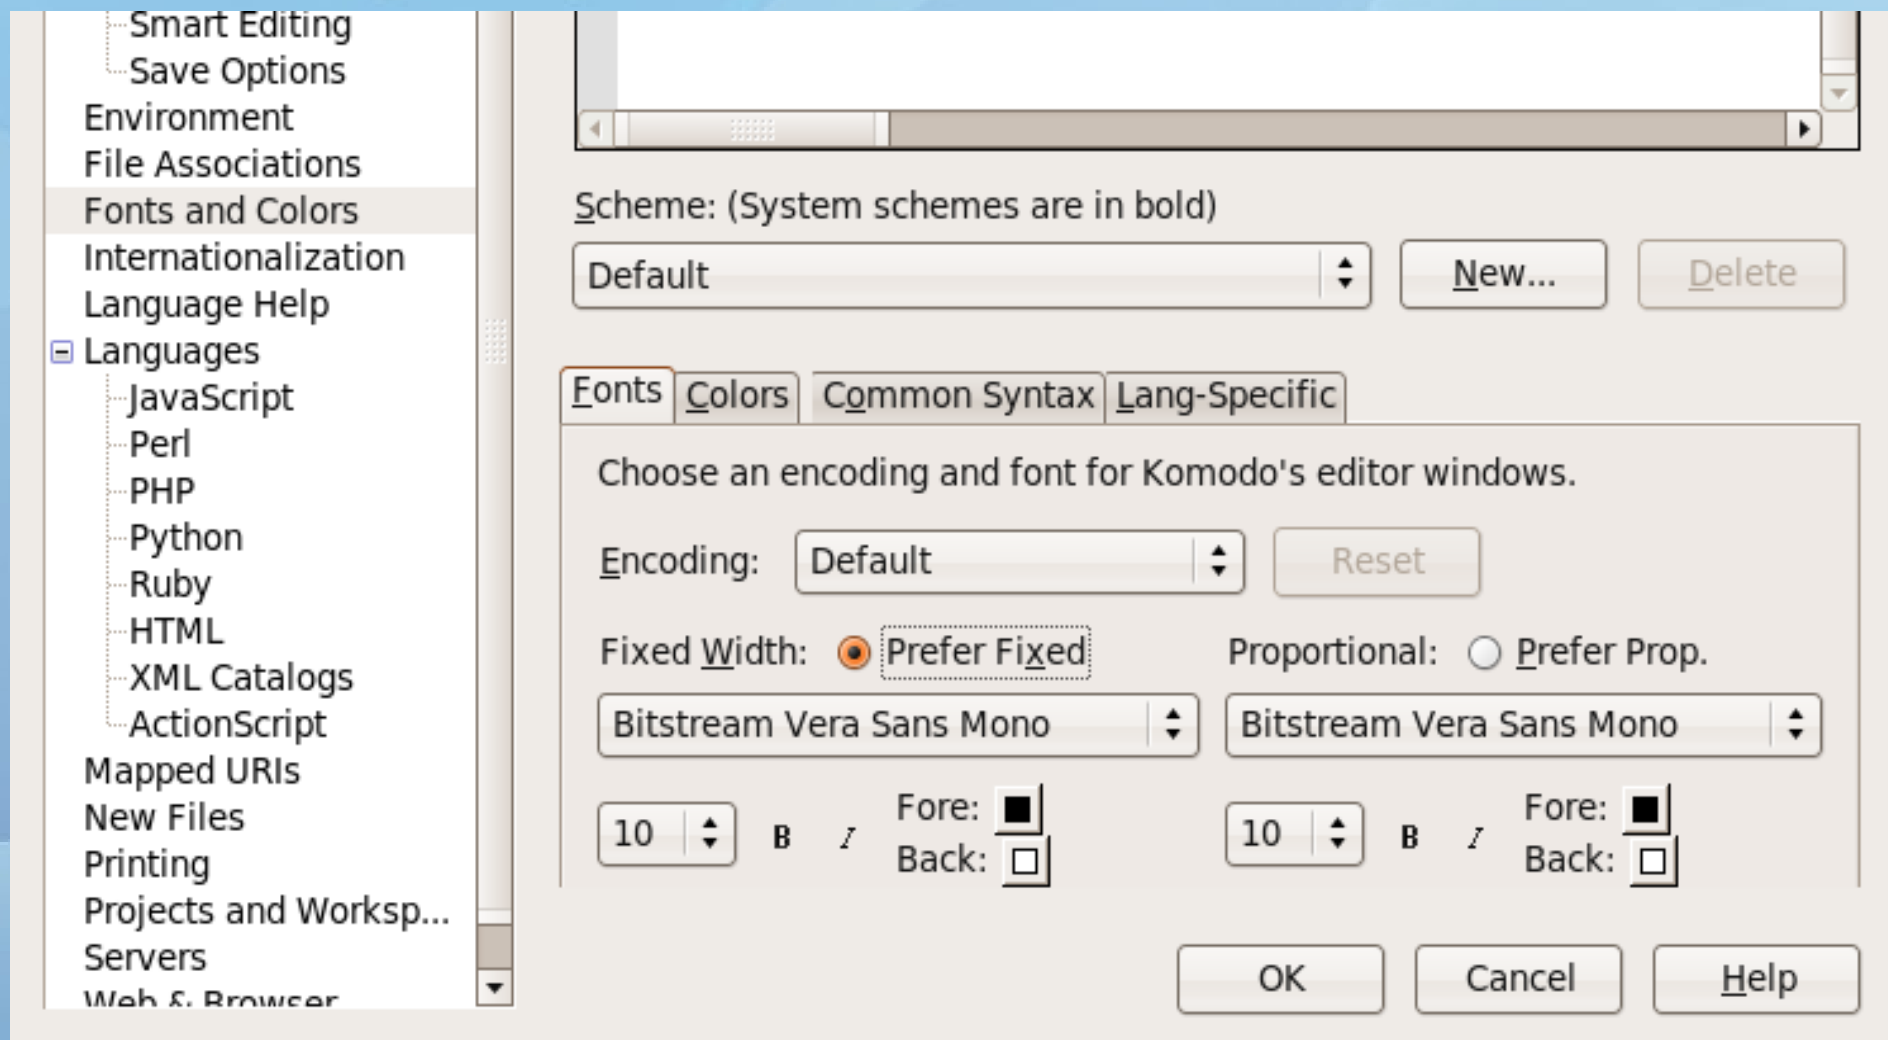 Smart Editing
Save Options
Environment
File Associations
Fonts and Colors
Internationalization
Language Help
Languages
JavaScript
Perl
PHP
Python
Ruby
HTML
XML Catalogs
ActionScript
Mapped URIs
New Files
Printing
Projects and Worksp...
Servers
Web & Browser
Scheme: (System schemes are in bold)
Default New... Delete
Fonts Colors Common Syntax Lang-Specific
Choose an encoding and font for Komodo's editor windows.
Encoding: Default Reset
Fixed Width: Prefer Fixed Proportional: Prefer Prop.
Bitstream Vera Sans Mono Bitstream Vera Sans Mono
10 B I Fore: 10 B I Fore:
Back: Back:
OK Cancel Help